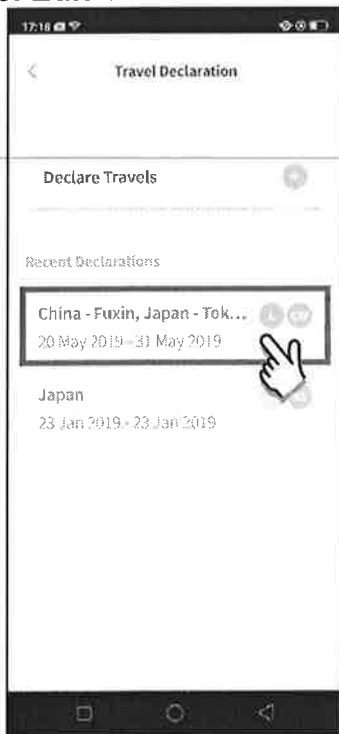 17:16
Travel Declaration
Declare Travels
Recent Declarations
China - Fuxin, Japan - Tok...
20 May 2019 - 31 May 2019
Japan
23 Jan 2019 - 23 Jan 2019